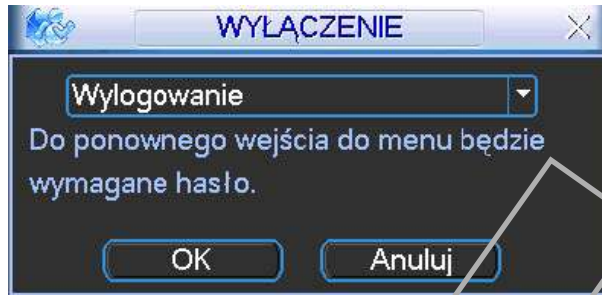 WYŁĄCZENIE
Wylogowanie
Do ponownego wejścia do menu będzie
wymagane hasło.
OK Anuluj